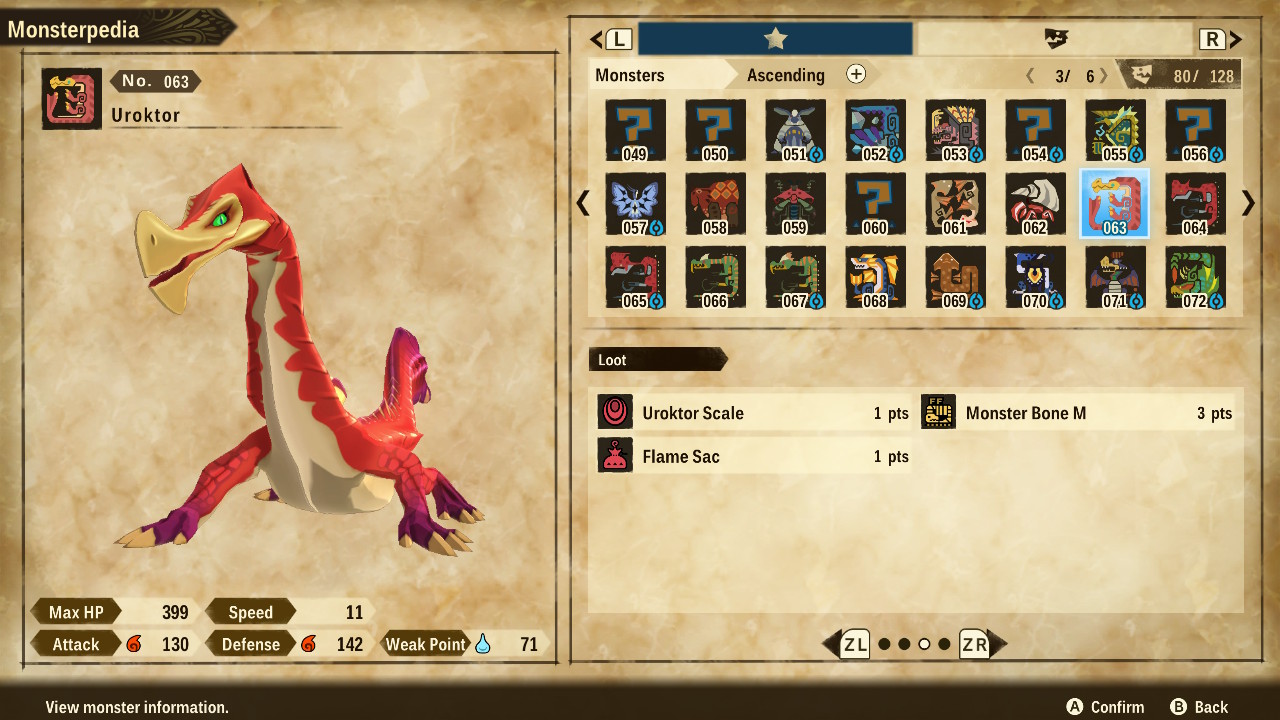 Monsterpedia
No. 063
Uroktor
Max HP 399 Speed 11
Attack 130 Defense 142 Weak Point 71
L R
Monsters Ascending 3/ 6 80/ 128
? 049 ? 050 051 052 053 ? 054 055 ? 056
057 058 059 ? 060 061 062 063 064
065 066 067 068 069 070 071 072
Loot
Uroktor Scale 1 pts Monster Bone M 3 pts
Flame Sac 1 pts
ZL ZR
View monster information. A Confirm B Back